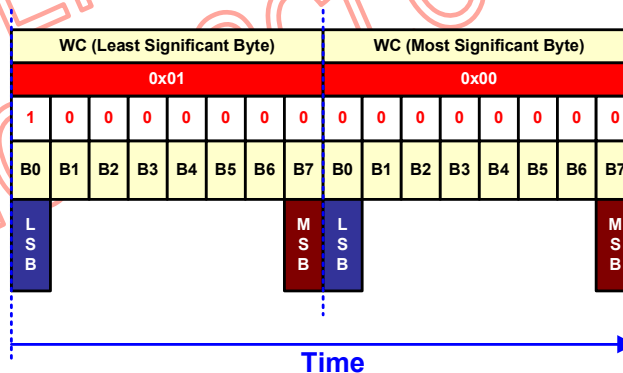 WC (Least Significant Byte) WC (Most Significant Byte)
0x01 0x00
1 0 0 0 0 0 0 0 0 0 0 0 0 0 0 0
B0 B1 B2 B3 B4 B5 B6 B7 B0 B1 B2 B3 B4 B5 B6 B7
L M L M
S S S S
B B B B
Time